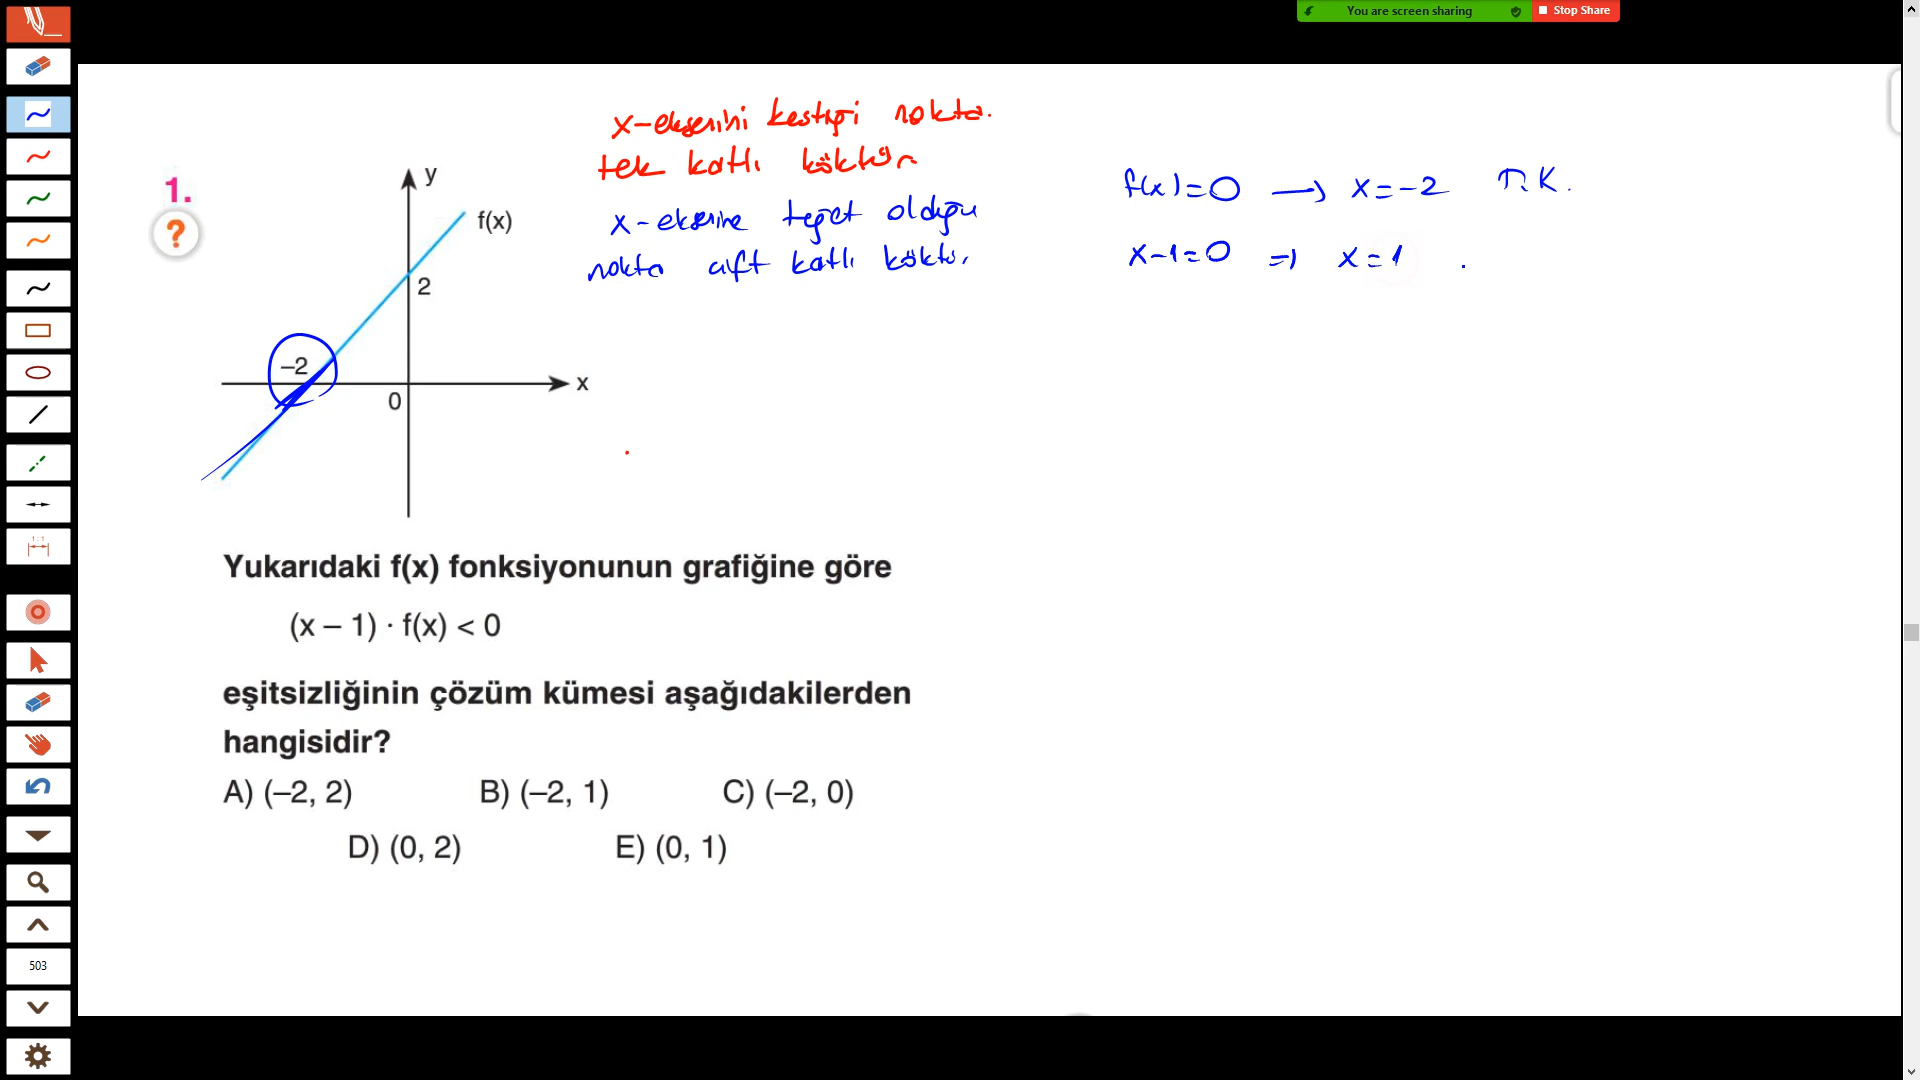 You are screen sharing
Stop Share
x-eksenini kestiği nokta.
tek katlı köktür
x-eksenine teğet olduğu
nokta çift katlı köktür.
f(x)=0 → x=-2 T.K.
x-1=0 ⇒ x=1 .
1.
?
y
f(x)
2
–2
x
0
Yukarıdaki f(x) fonksiyonunun grafiğine göre
(x – 1) · f(x) < 0
eşitsizliğinin çözüm kümesi aşağıdakilerden
hangisidir?
A) (–2, 2) B) (–2, 1) C) (–2, 0)
D) (0, 2) E) (0, 1)
1:1
503